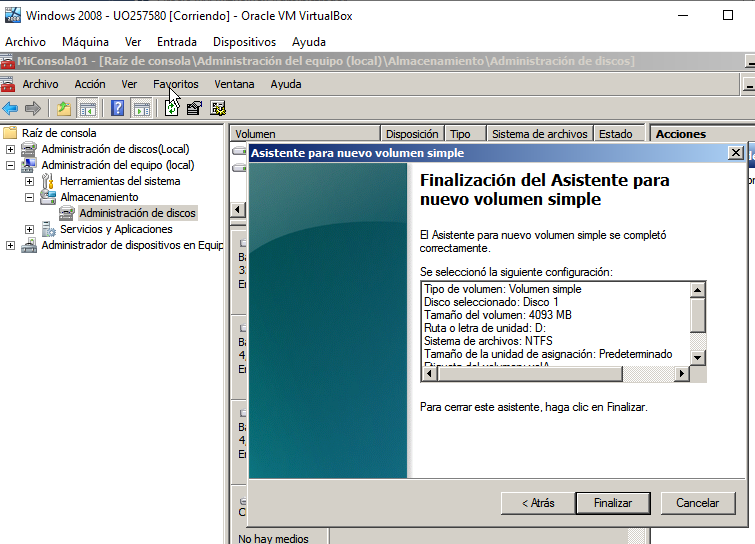 Windows 2008 - UO257580 [Corriendo] - Oracle VM VirtualBox
Archivo Máquina Ver Entrada Dispositivos Ayuda
MiConsola01 - [Raíz de consola\Administración del equipo (local)\Almacenamiento\Administración de discos]
Archivo Acción Ver Favoritos Ventana Ayuda
Raíz de consola
Administración de discos(Local)
Administración del equipo (local)
Herramientas del sistema
Almacenamiento
Administración de discos
Servicios y Aplicaciones
Administrador de dispositivos en Equip
Volumen Disposición Tipo Sistema de archivos Estado
Acciones
Asistente para nuevo volumen simple
Finalización del Asistente para
nuevo volumen simple
El Asistente para nuevo volumen simple se completó
correctamente.
Se seleccionó la siguiente configuración:
Tipo de volumen: Volumen simple
Disco seleccionado: Disco 1
Tamaño del volumen: 4093 MB
Ruta o letra de unidad: D:
Sistema de archivos: NTFS
Tamaño de la unidad de asignación: Predeterminado
Etiqueta del volumen: volA
Para cerrar este asistente, haga clic en Finalizar.
< Atrás Finalizar Cancelar
Ba
En
Ba
4,
En
Ba
4,
En
No hay medios